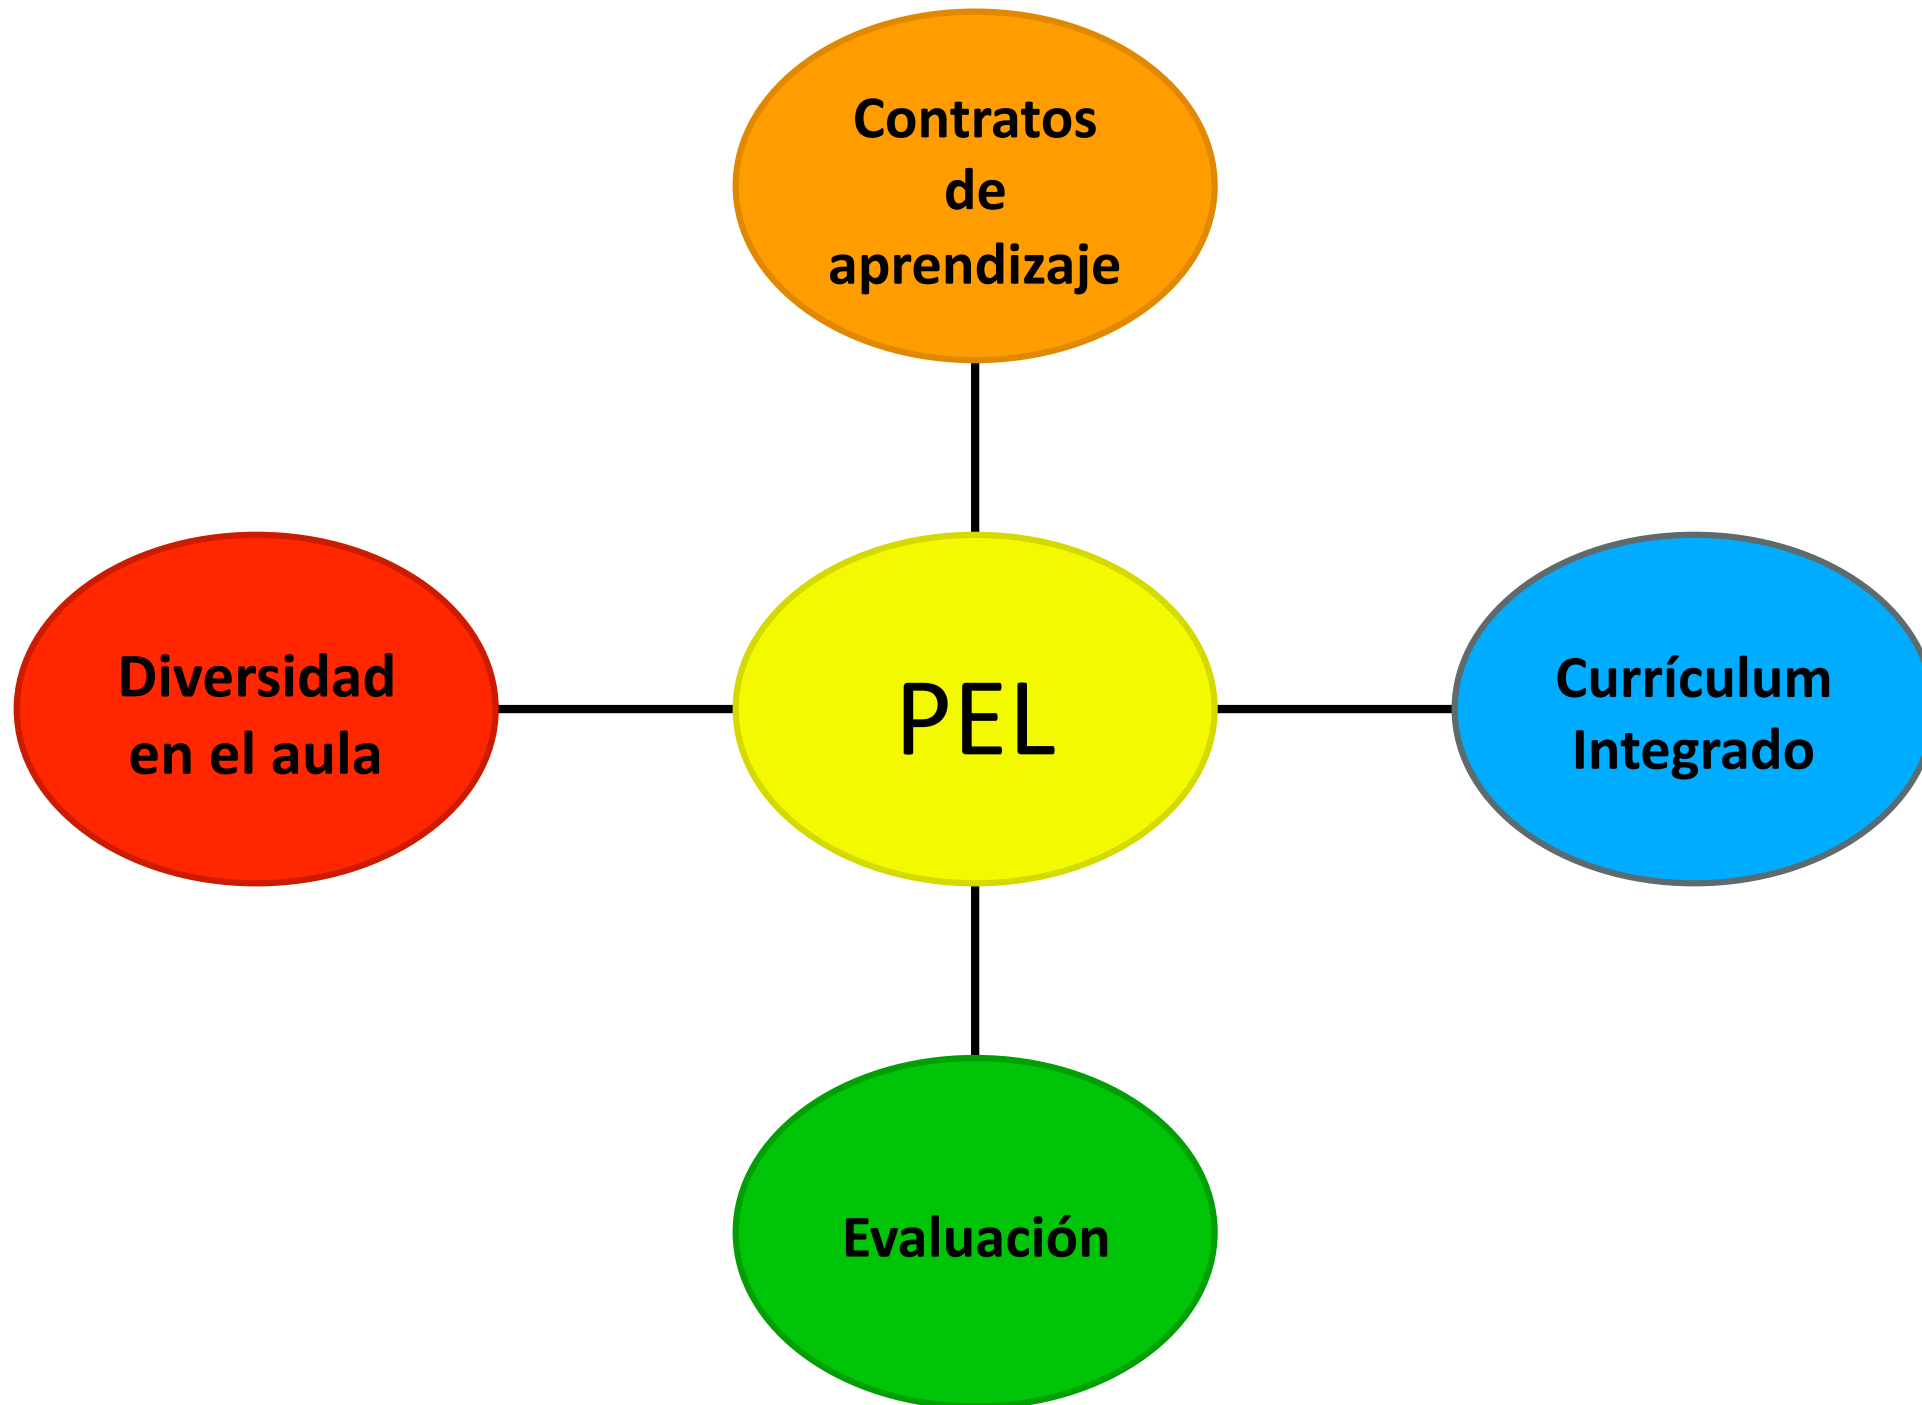 Contratos
de
aprendizaje
Diversidad
en el aula
PEL
Currículum
Integrado
Evaluación